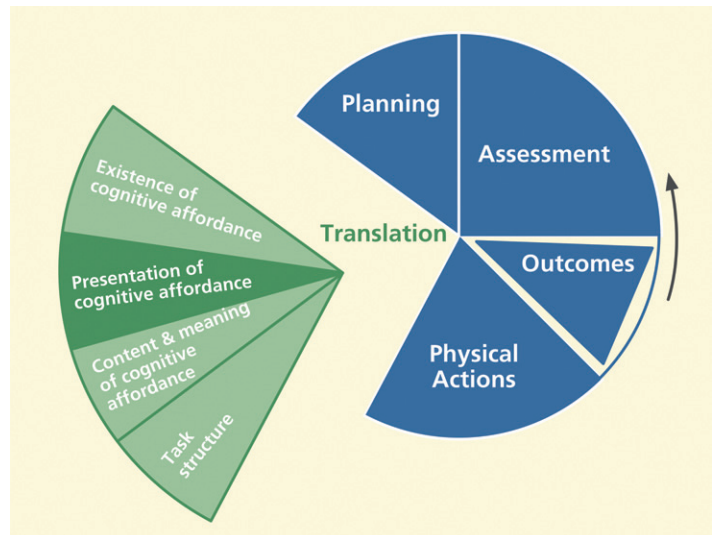 Planning
Assessment
Translation
Outcomes
Physical
Actions
Existence of
cognitive affordance
Presentation of
cognitive affordance
Content & meaning
of cognitive
affordance
Task
structure